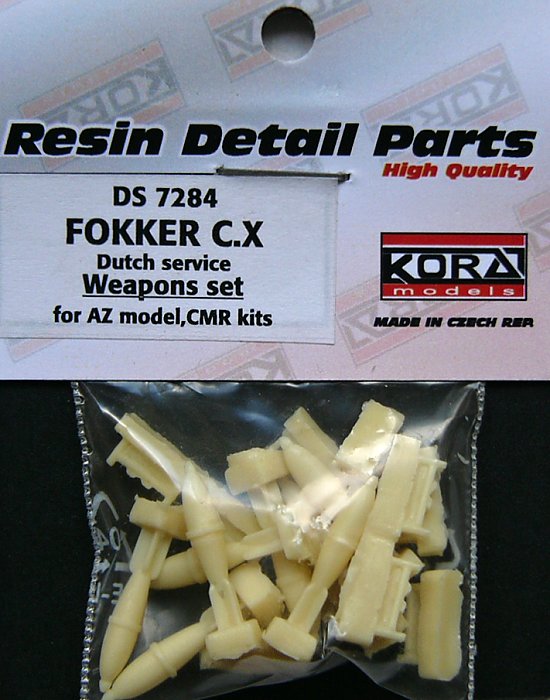 Resin Detail Parts
High Quality
DS 7284
FOKKER C.X
Dutch service
Weapons set
for AZ model,CMR kits
KORA
models
MADE IN CZECH REP.